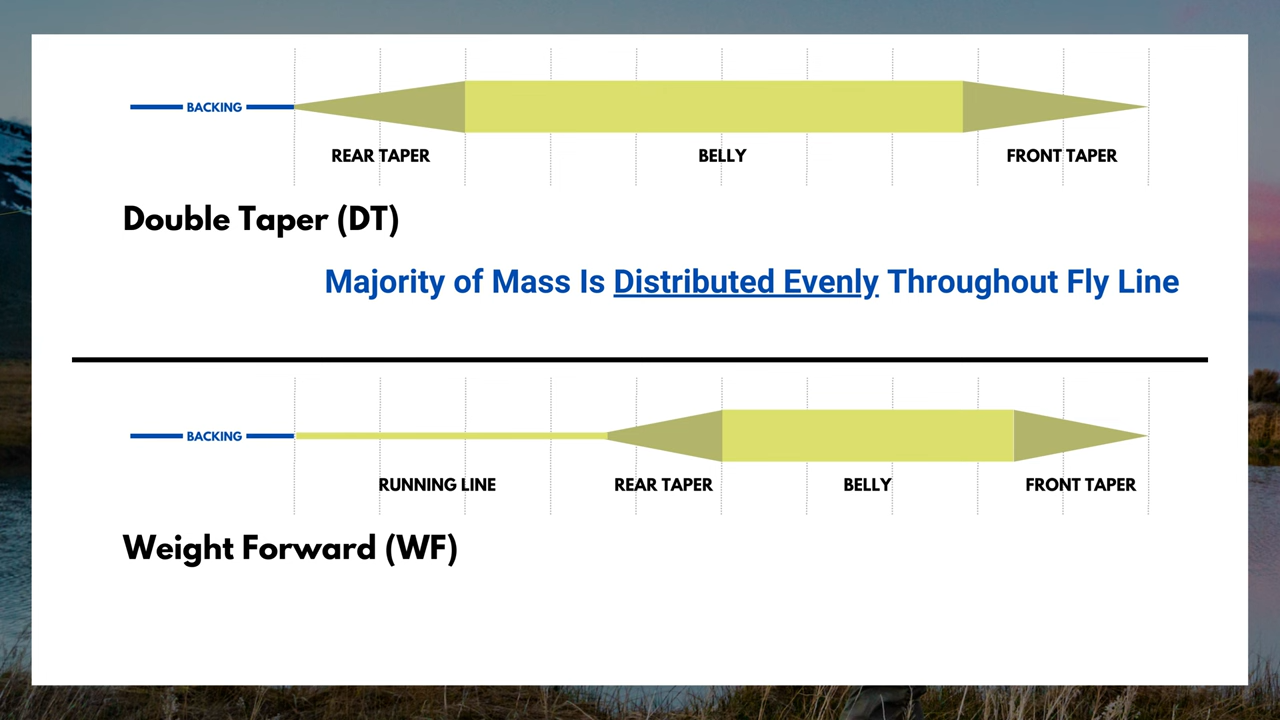 BACKING
REAR TAPER BELLY FRONT TAPER
Double Taper (DT)
Majority of Mass Is Distributed Evenly Throughout Fly Line
BACKING
RUNNING LINE REAR TAPER BELLY FRONT TAPER
Weight Forward (WF)